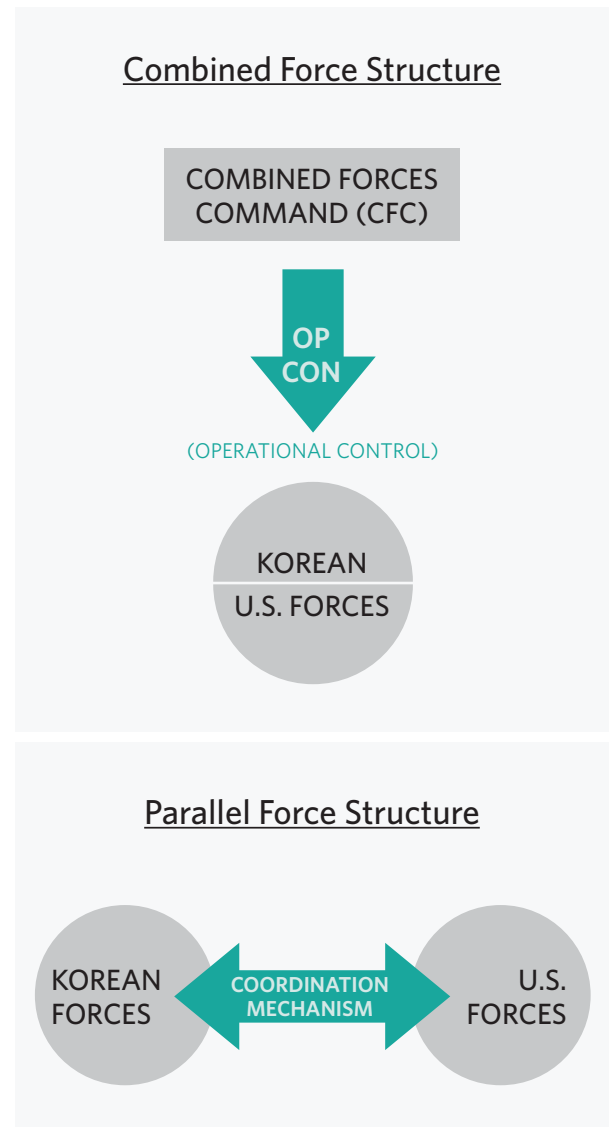 Combined Force Structure
COMBINED FORCES
COMMAND (CFC)
OP
CON
(OPERATIONAL CONTROL)
KOREAN
U.S. FORCES
Parallel Force Structure
KOREAN
FORCES
COORDINATION
MECHANISM
U.S.
FORCES